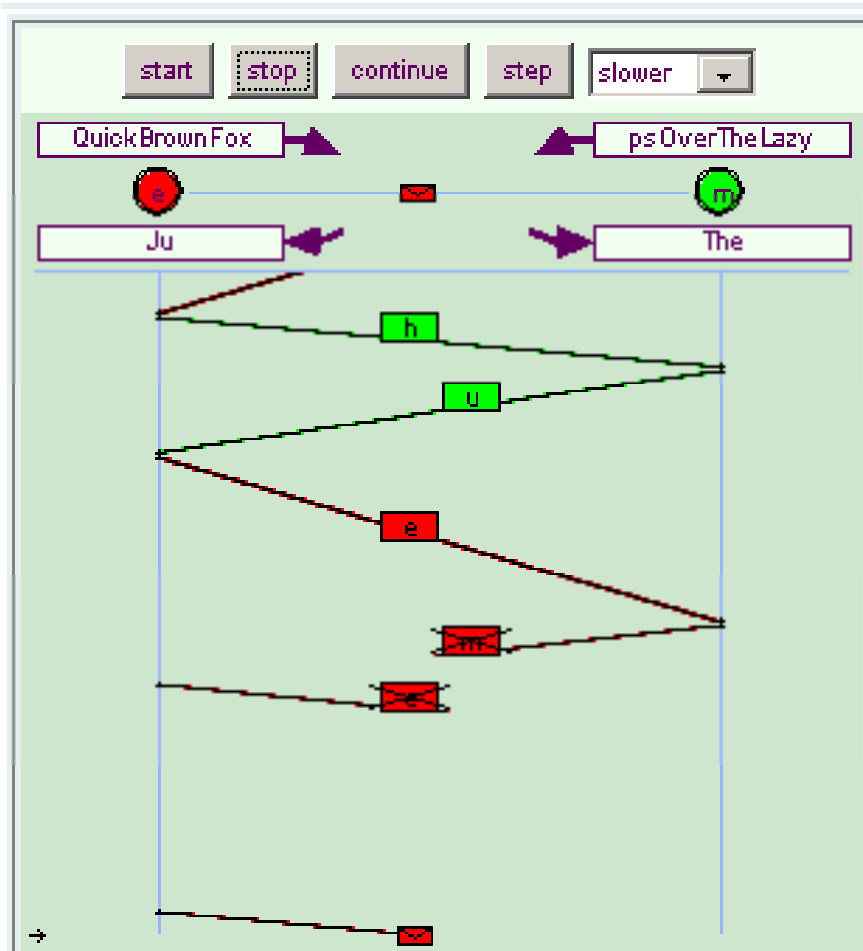 start stop continue step slower
QuickBrownFox psOverTheLazy
e m
Ju The
h
u
e
m
e